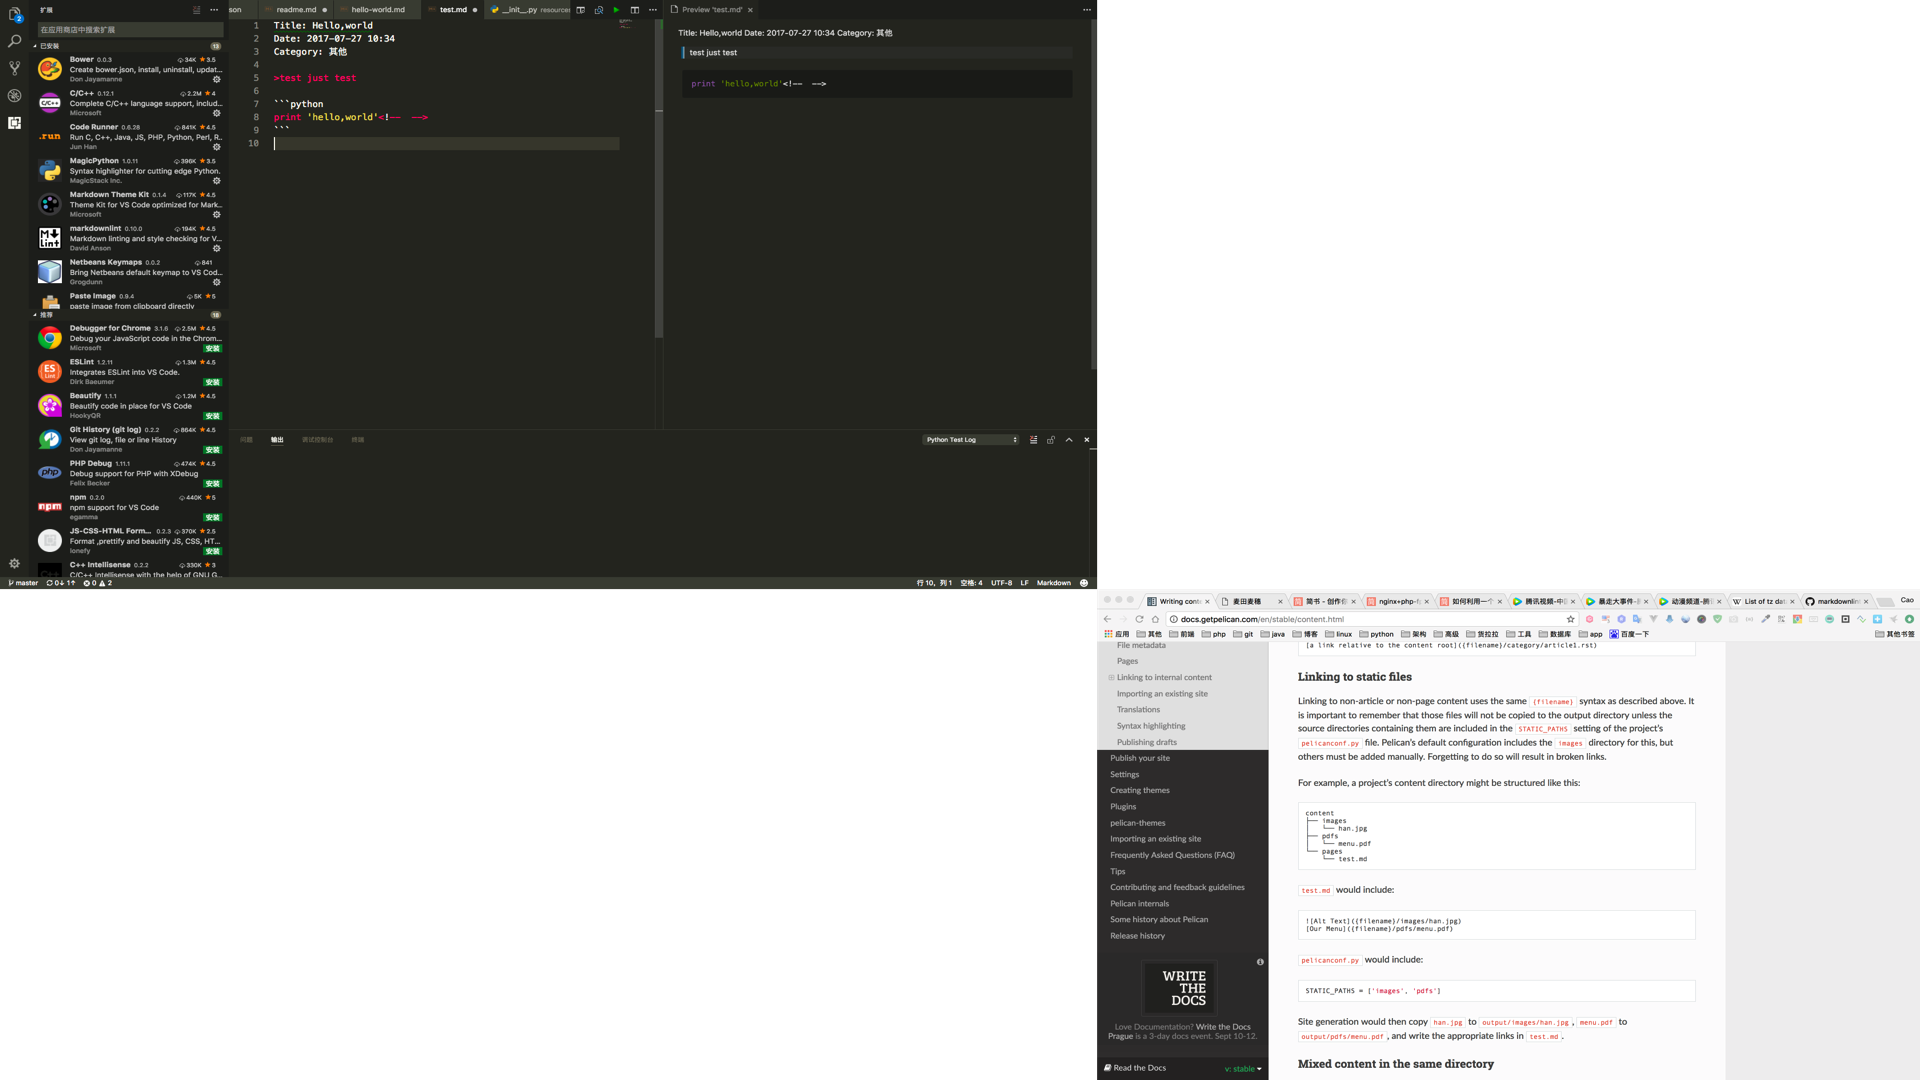 扩展
在应用商店中搜索扩展
已安装 13
Bower 0.0.3 34K ★3.5
Create bower.json, install, uninstall, updat...
Don Jayamanne
C/C++ 0.12.1 2.2M ★4
Complete C/C++ language support, includ...
Microsoft
Code Runner 0.6.28 841K ★4.5
Run C, C++, Java, JS, PHP, Python, Perl, R...
Jun Han
MagicPython 1.0.11 396K ★3.5
Syntax highlighter for cutting edge Python.
MagicStack Inc.
Markdown Theme Kit 0.1.4 117K ★4.5
Theme Kit for VS Code optimized for Mark...
Microsoft
markdownlint 0.10.0 194K ★4.5
Markdown linting and style checking for V...
David Anson
Netbeans Keymaps 0.0.2 841
Bring Netbeans default keymap to VS Cod...
Grogdunn
Paste Image 0.9.4 5K ★5
paste image from clipboard directly
推荐 18
Debugger for Chrome 3.1.6 2.5M ★4.5
Debug your JavaScript code in the Chrom...
Microsoft 安装
ESLint 1.2.11 1.3M ★4.5
Integrates ESLint into VS Code.
Dirk Baeumer 安装
Beautify 1.1.1 1.2M ★4.5
Beautify code in place for VS Code
HookyQR 安装
Git History (git log) 0.2.2 864K ★4.5
View git log, file or line History
Don Jayamanne 安装
PHP Debug 1.11.1 474K ★4.5
Debug support for PHP with XDebug
Felix Becker 安装
npm 0.2.0 440K ★5
npm support for VS Code
egamma 安装
JS-CSS-HTML Form... 0.2.3 370K ★2.5
Format ,prettify and beautify JS, CSS, HT...
lonefy 安装
C++ Intellisense 0.2.2 330K ★3
C/C++ Intellisense with the help of GNU G...
son readme.md hello-world.md test.md __init__.py resources
1 Title: Hello,world
2 Date: 2017-07-27 10:34
3 Category: 其他
4
5 >test just test
6
7 ```python
8 print 'hello,world'<!-- -->
9 ```
10
Preview 'test.md'
Title: Hello,world Date: 2017-07-27 10:34 Category: 其他
test just test
print 'hello,world'<!-- -->
问题 输出 调试控制台 终端
Python Test Log
master 0↓ 1↑ 0 2
行 10，列 1 空格: 4 UTF-8 LF Markdown
Writing conte 麦田麦穗 简书 - 创作你 nginx+php-f 如何利用一个 腾讯视频-中国 暴走大事件- 动漫频道-腾讯 List of tz dat markdownlin Cao
docs.getpelican.com/en/stable/content.html
应用 其他 前端 php git java 博客 linux python 架构 高级 货拉拉 工具 数据库 app 百度一下 其他书签
File metadata
Pages
Linking to internal content
Importing an existing site
Translations
Syntax highlighting
Publishing drafts
Publish your site
Settings
Creating themes
Plugins
pelican-themes
Importing an existing site
Frequently Asked Questions (FAQ)
Tips
Contributing and feedback guidelines
Pelican internals
Some history about Pelican
Release history
WRITE
THE
DOCS
Love Documentation? Write the Docs
Prague is a 3-day docs event. Sept 10-12.
Read the Docs v: stable
[a link relative to the content root]({filename}/category/article1.rst)
Linking to static files
Linking to non-article or non-page content uses the same {filename} syntax as described above. It
is important to remember that those files will not be copied to the output directory unless the
source directories containing them are included in the STATIC_PATHS setting of the project's
pelicanconf.py file. Pelican's default configuration includes the images directory for this, but
others must be added manually. Forgetting to do so will result in broken links.
For example, a project's content directory might be structured like this:
content
├── images
│   └── han.jpg
├── pdfs
│   └── menu.pdf
└── pages
    └── test.md
test.md would include:
![Alt Text]({filename}/images/han.jpg)
[Our Menu]({filename}/pdfs/menu.pdf)
pelicanconf.py would include:
STATIC_PATHS = ['images', 'pdfs']
Site generation would then copy han.jpg to output/images/han.jpg , menu.pdf to
output/pdfs/menu.pdf , and write the appropriate links in test.md .
Mixed content in the same directory